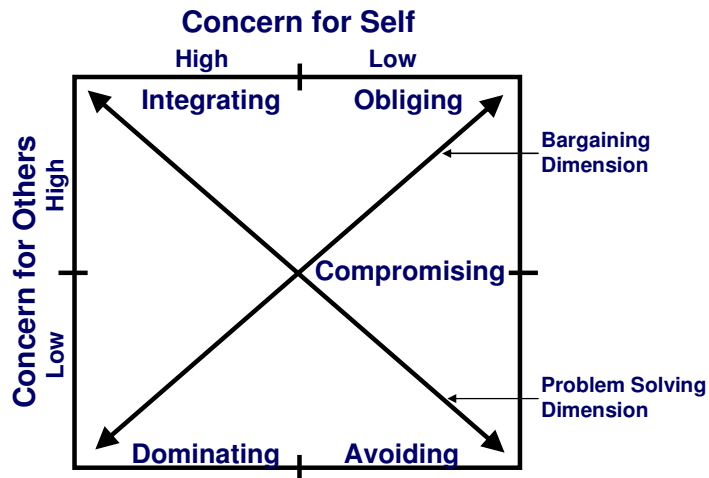 Concern for Self
High Low
Integrating Obliging
Bargaining
Dimension
Concern for Others
High
Compromising
Low
Problem Solving
Dimension
Dominating Avoiding